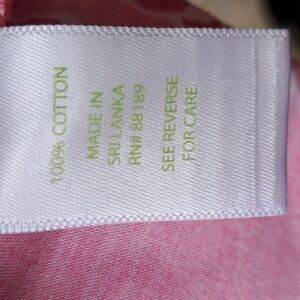 100% COTTON
MADE IN
SRI LANKA
RN# 88189
SEE REVERSE
FOR CARE